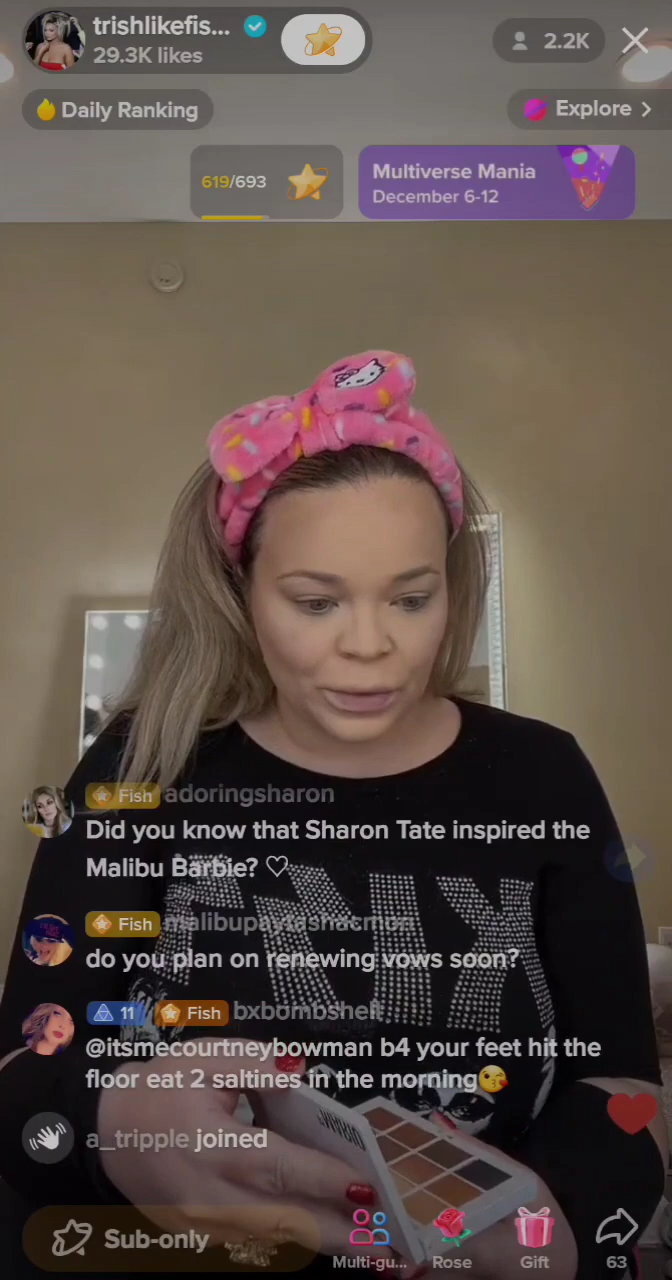 trishlikefis...
29.3K likes
2.2K
Daily Ranking
Explore >
619/693
Multiverse Mania
December 6-12
Fish adoringsharon
Did you know that Sharon Tate inspired the
Malibu Barbie? ♡
Fish
do you plan on renewing vows soon?
11 Fish bxbombshell
@itsmecourtneybowman b4 your feet hit the
floor eat 2 saltines in the morning😘
a_tripple joined
Sub-only
Multi-gu...
Rose
Gift
63